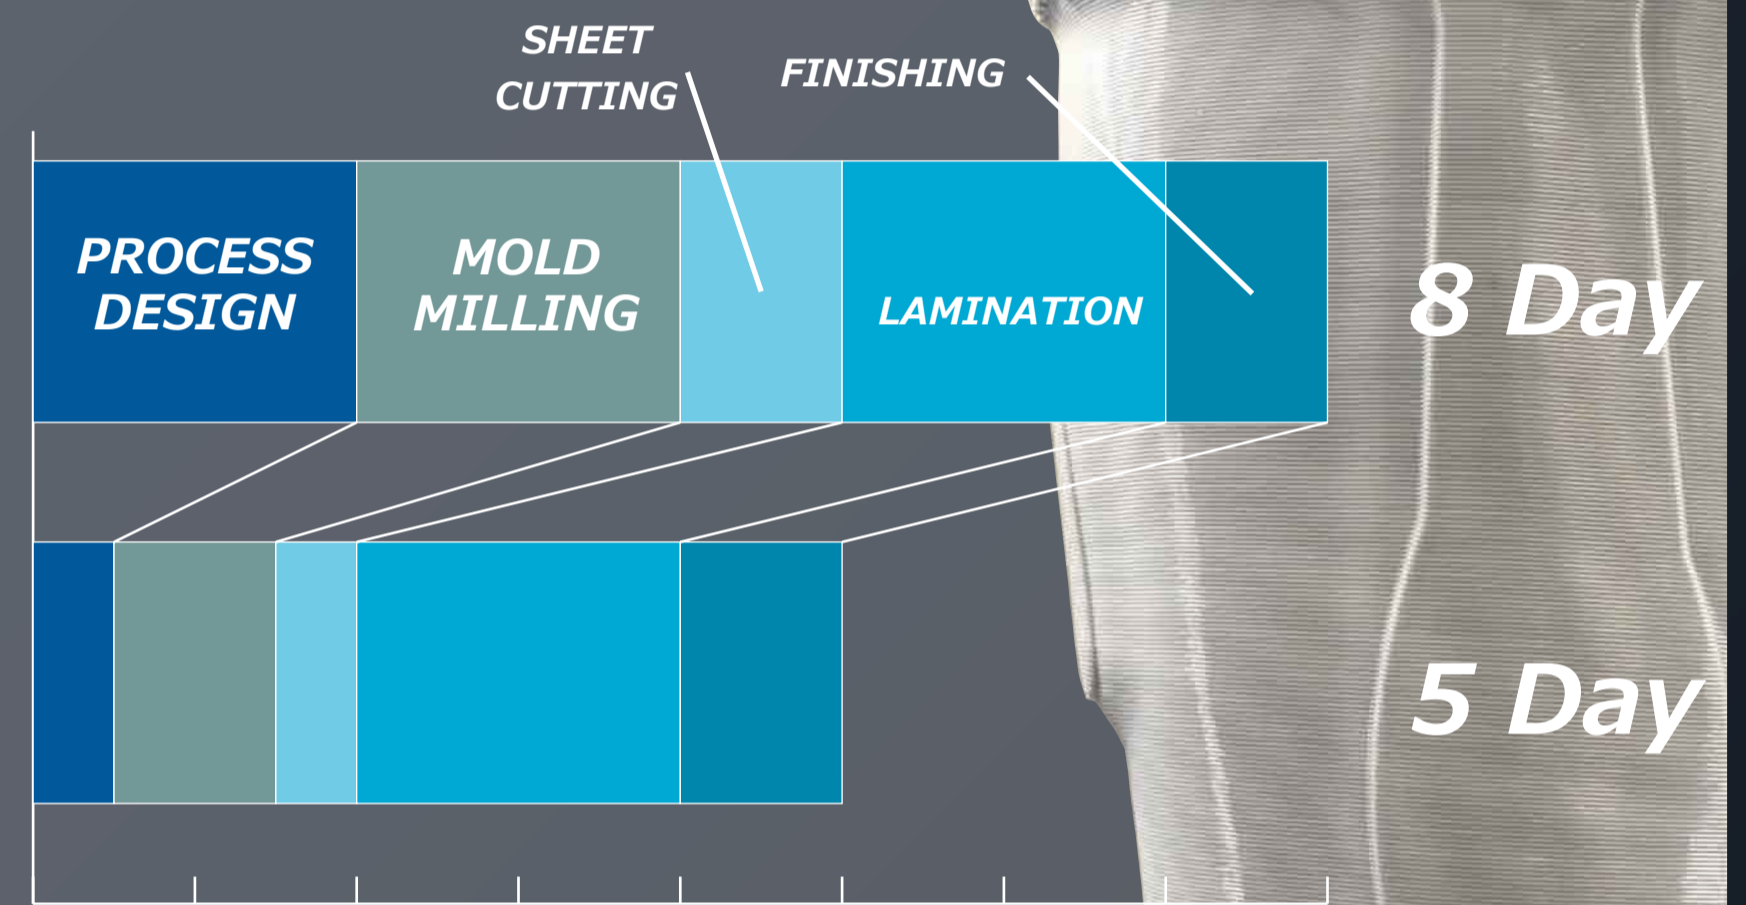 SHEET
CUTTING
FINISHING
PROCESS
DESIGN
MOLD
MILLING
LAMINATION
8 Day
5 Day